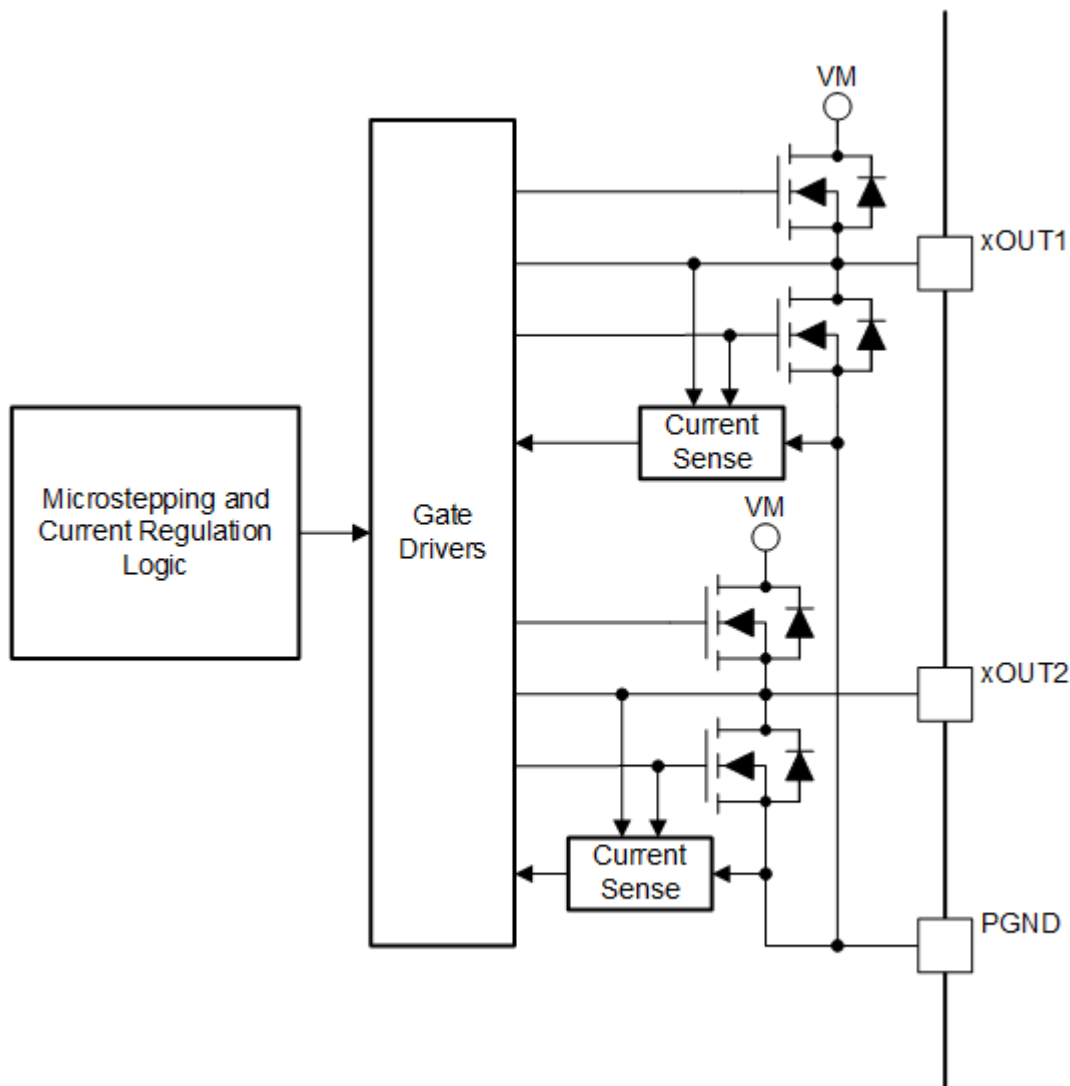 VM
xOUT1
Current
Sense
Microstepping and
Current Regulation
Logic
Gate
Drivers
VM
xOUT2
Current
Sense
PGND